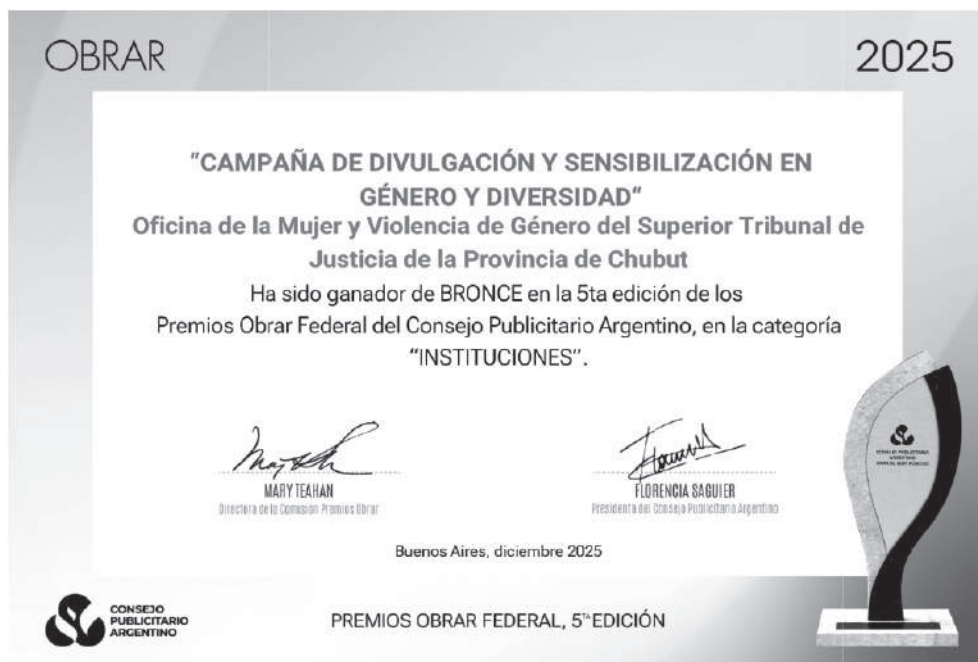 OBRAR
2025
"CAMPAÑA DE DIVULGACIÓN Y SENSIBILIZACIÓN EN
GÉNERO Y DIVERSIDAD"
Oficina de la Mujer y Violencia de Género del Superior Tribunal de
Justicia de la Provincia de Chubut
Ha sido ganador de BRONCE en la 5ta edición de los
Premios Obrar Federal del Consejo Publicitario Argentino, en la categoría
"INSTITUCIONES".
MARY TEAHAN
Directora de la Comisión Premios Obrar
FLORENCIA SAGUIER
Presidenta del Consejo Publicitario Argentino
Buenos Aires, diciembre 2025
CONSEJO PUBLICITARIO
ARGENTINO
CONSEJO
PUBLICITARIO
ARGENTINO
PREMIOS OBRAR FEDERAL, 5ta EDICIÓN